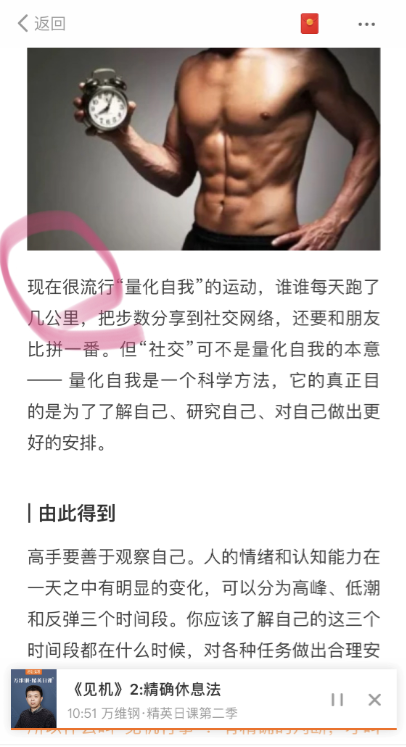 返回
现在很流行“量化自我”的运动，谁谁每天跑了
几公里，把步数分享到社交网络，还要和朋友
比拼一番。但“社交”可不是量化自我的本意
—— 量化自我是一个科学方法，它的真正目
的是为了了解自己、研究自己、对自己做出更
好的安排。
由此得到
高手要善于观察自己。人的情绪和认知能力在
一天之中有明显的变化，可以分为高峰、低潮
和反弹三个时间段。你应该了解自己的这三个
时间段都在什么时候，对各种任务做出合理安
《见机》2:精确休息法
10:51 万维钢·精英日课第二季